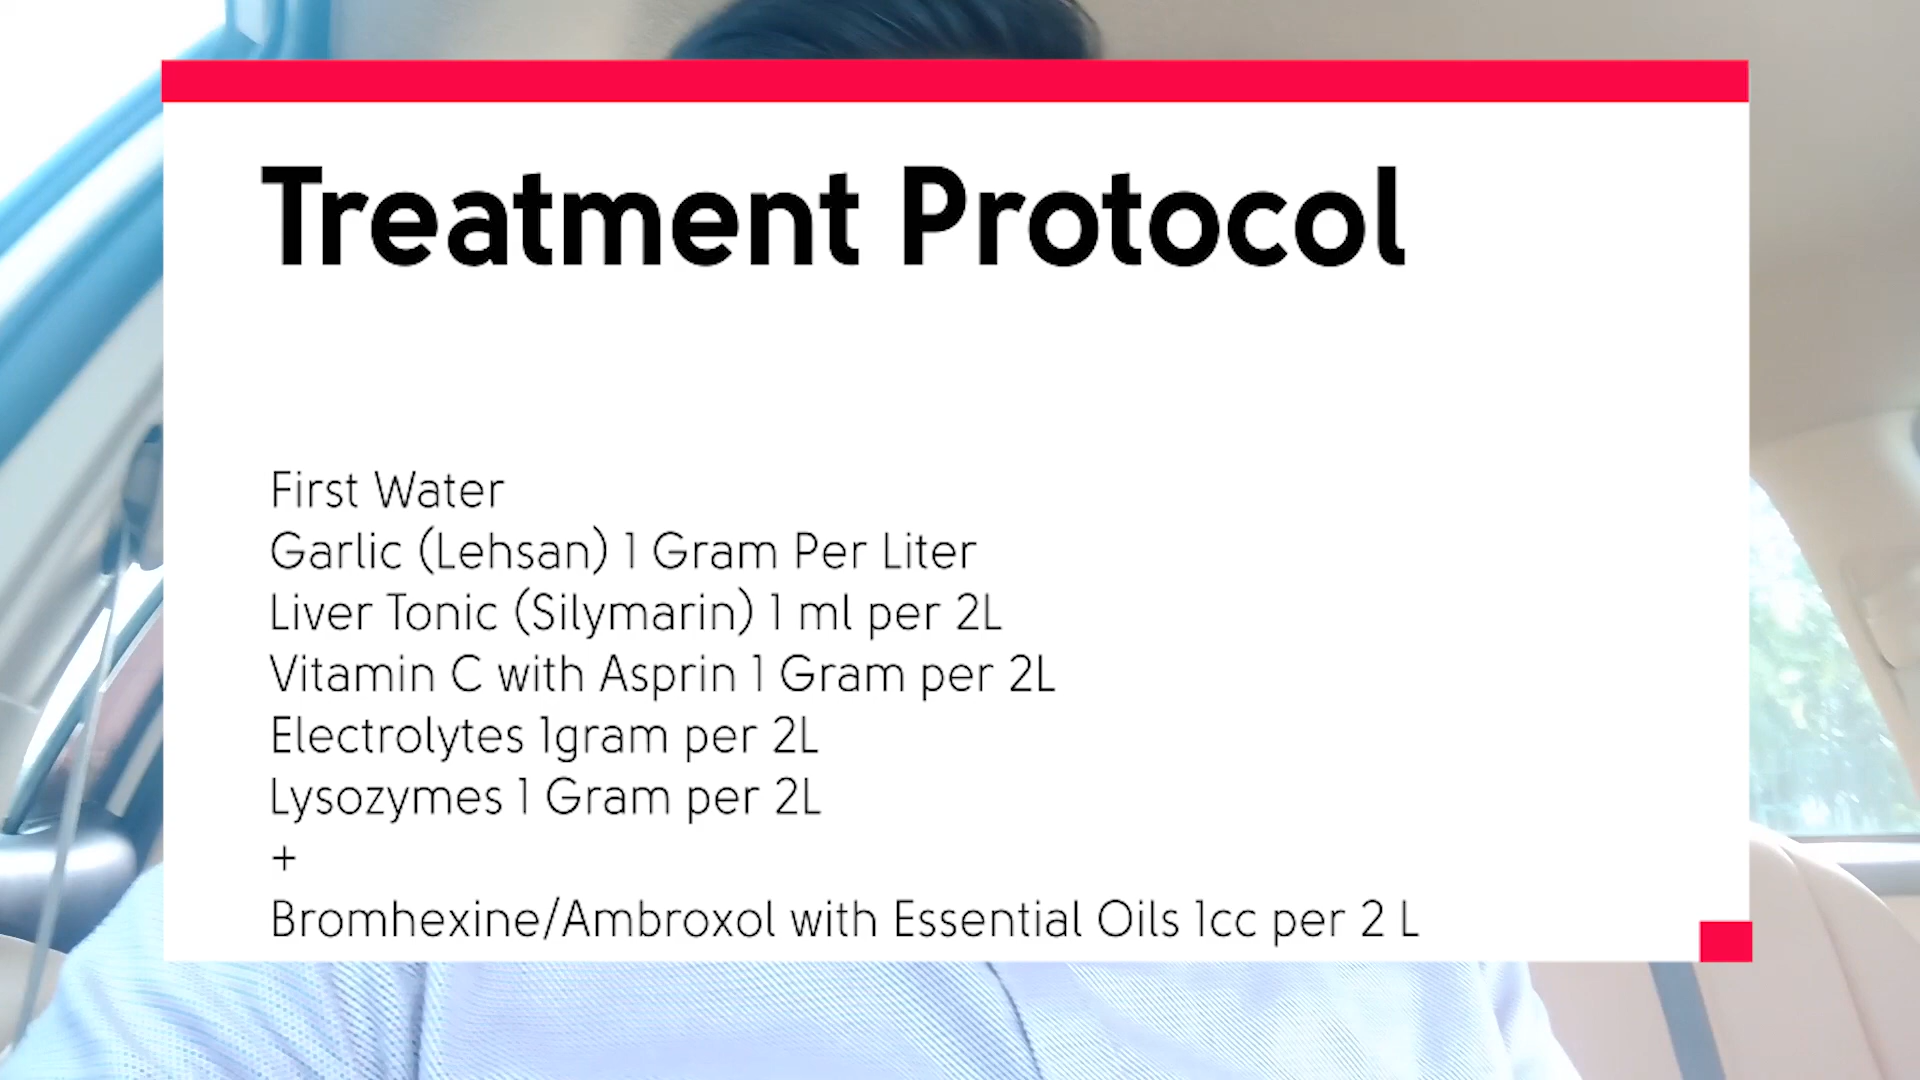 Treatment Protocol
First Water
Garlic (Lehsan) 1 Gram Per Liter
Liver Tonic (Silymarin) 1 ml per 2L
Vitamin C with Asprin 1 Gram per 2L
Electrolytes 1gram per 2L
Lysozymes 1 Gram per 2L
+
Bromhexine/Ambroxol with Essential Oils 1cc per 2 L